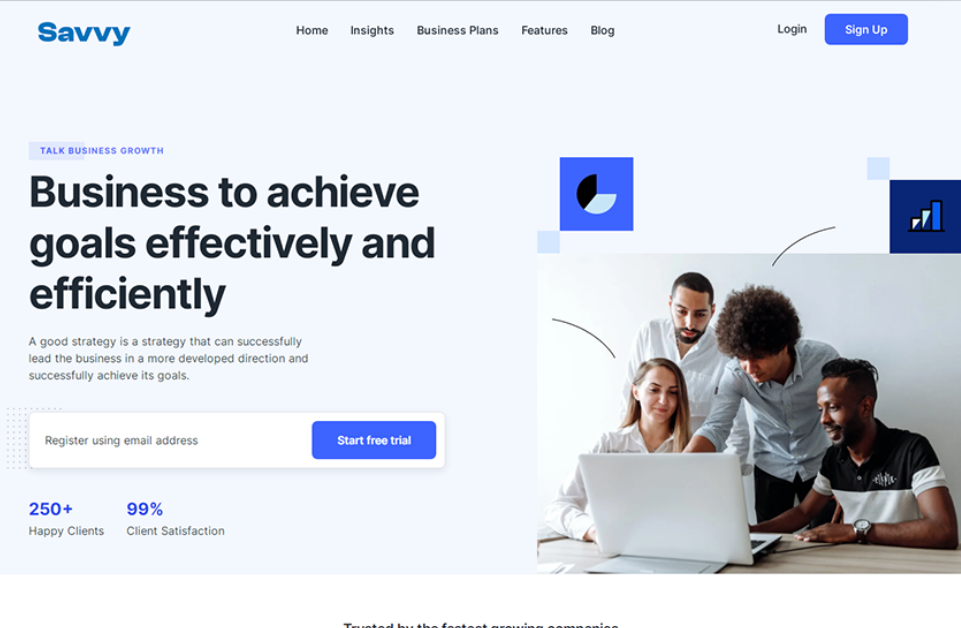 Savvy
Home Insights Business Plans Features Blog
Login Sign Up
TALK BUSINESS GROWTH
Business to achieve
goals effectively and
efficiently
A good strategy is a strategy that can successfully
lead the business in a more developed direction and
successfully achieve its goals.
Register using email address
Start free trial
250+
Happy Clients
99%
Client Satisfaction
Trusted by the fastest growing companies